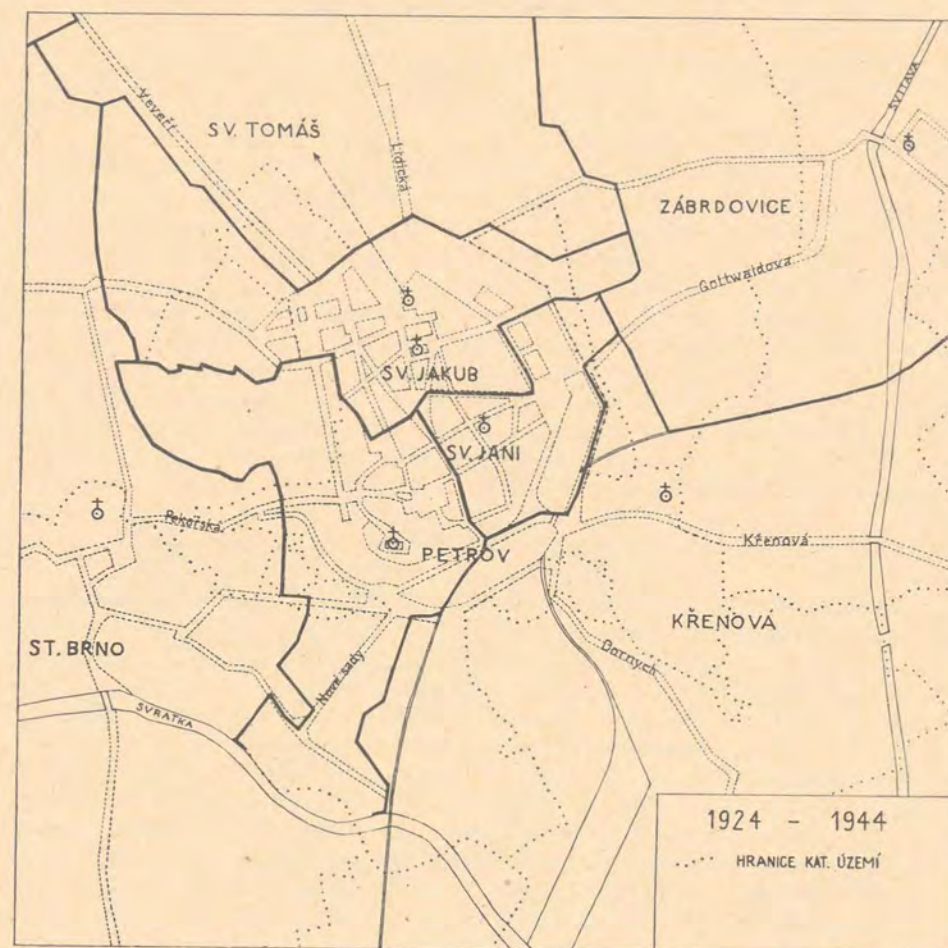 SVITAVA
Veveří
SV. TOMÁŠ
Lidická
ZÁBRDOVICE
Gottwaldova
SV. JAKUB
SV. JANI
Pekařská
PETROV
Křenová
KŘENOVÁ
ST. BRNO
Nové sady
Dornych
SVRATKA
1924 - 1944
..... HRANICE KAT. ÚZEMÍ